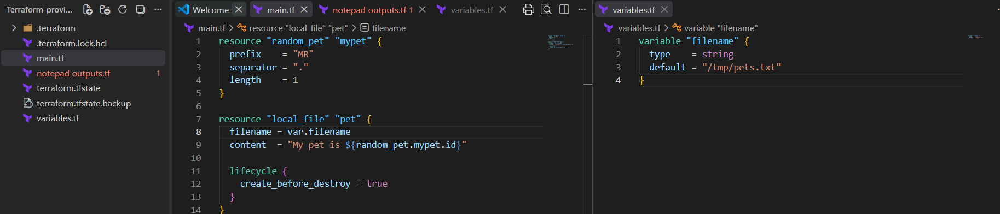 Terraform-provi...
.terraform
.terraform.lock.hcl
main.tf
notepad outputs.tf 1
terraform.tfstate
terraform.tfstate.backup
variables.tf
Welcome main.tf notepad outputs.tf 1 variables.tf
main.tf > resource "local_file" "pet" > filename
1 resource "random_pet" "mypet" {
2   prefix    = "MR"
3   separator = "."
4   length    = 1
5 }
6
7 resource "local_file" "pet" {
8   filename = var.filename
9   content  = "My pet is ${random_pet.mypet.id}"
10
11   lifecycle {
12     create_before_destroy = true
13   }
14 }
variables.tf
variables.tf > variable "filename"
1 variable "filename" {
2   type    = string
3   default = "/tmp/pets.txt"
4 }